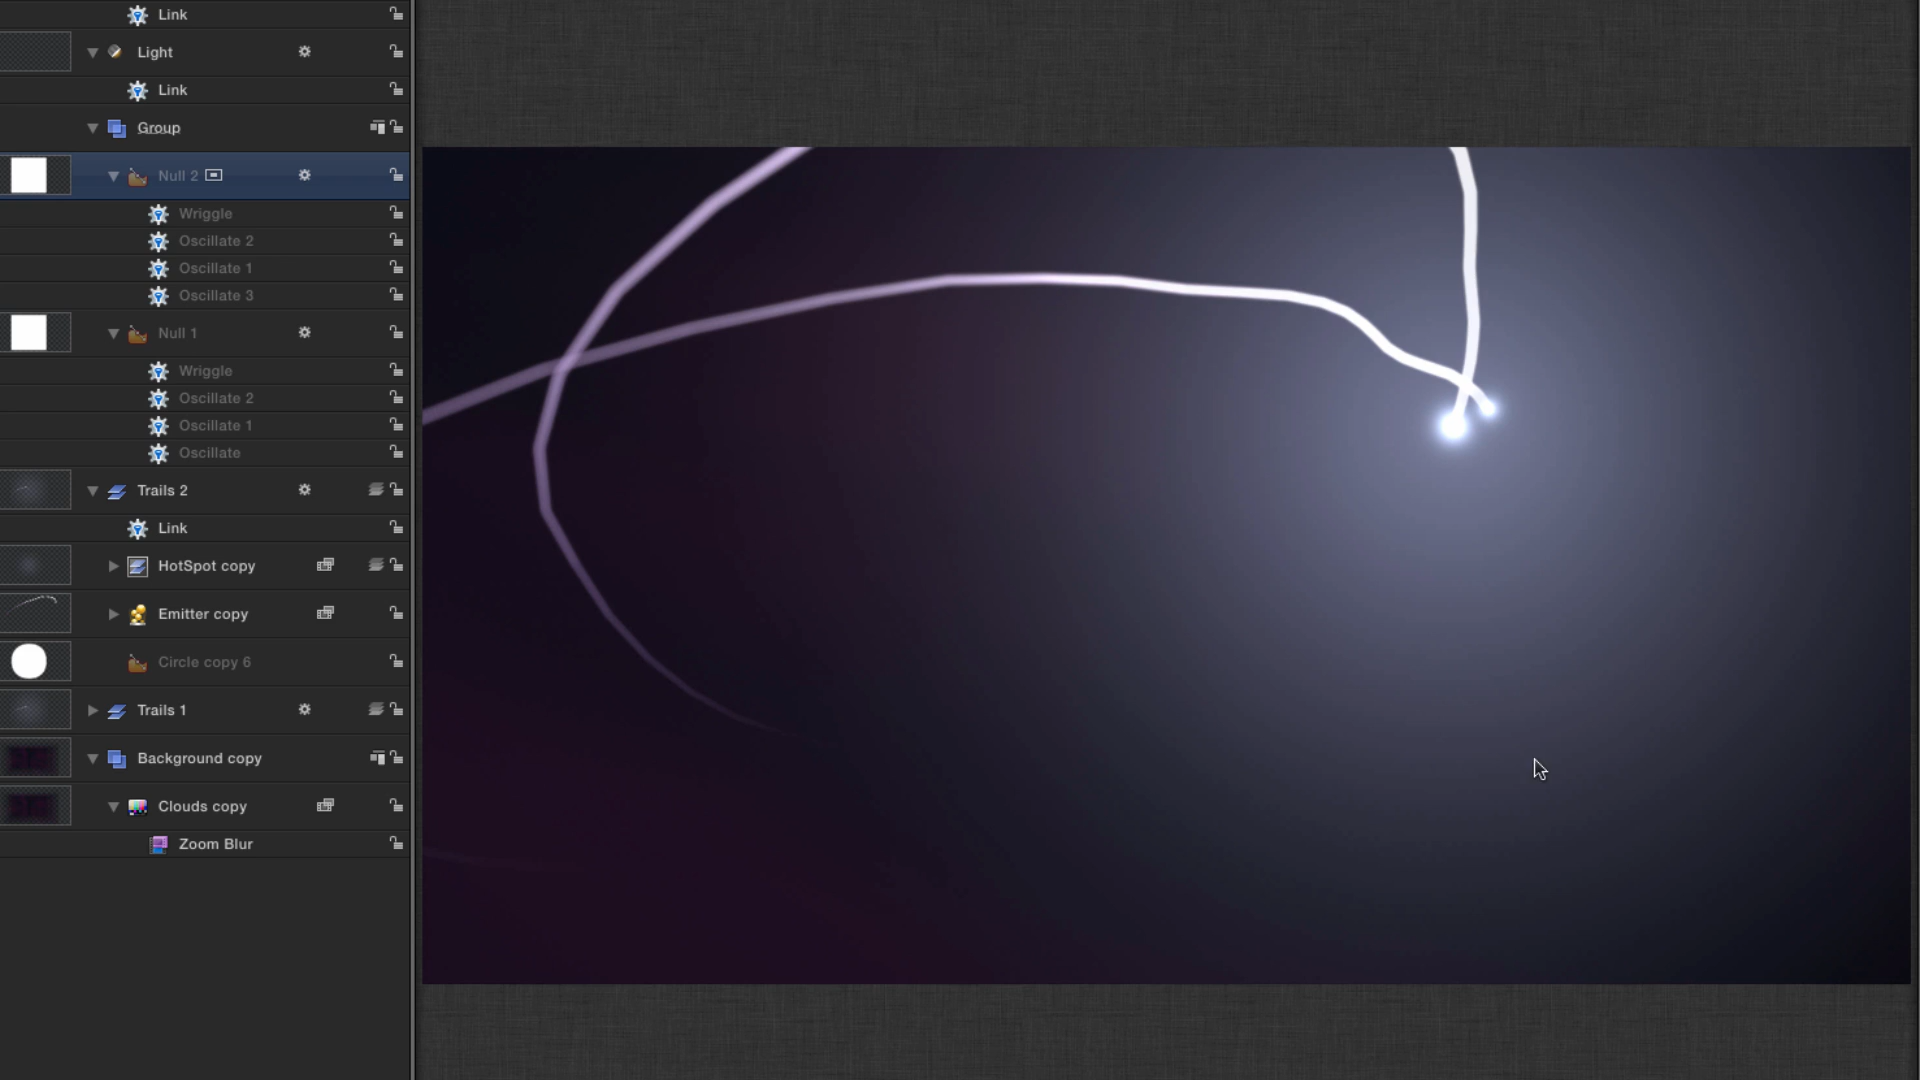 Link
Light
Link
Group
Null 2
Wriggle
Oscillate 2
Oscillate 1
Oscillate 3
Null 1
Wriggle
Oscillate 2
Oscillate 1
Oscillate
Trails 2
Link
HotSpot copy
Emitter copy
Circle copy 6
Trails 1
Background copy
Clouds copy
Zoom Blur